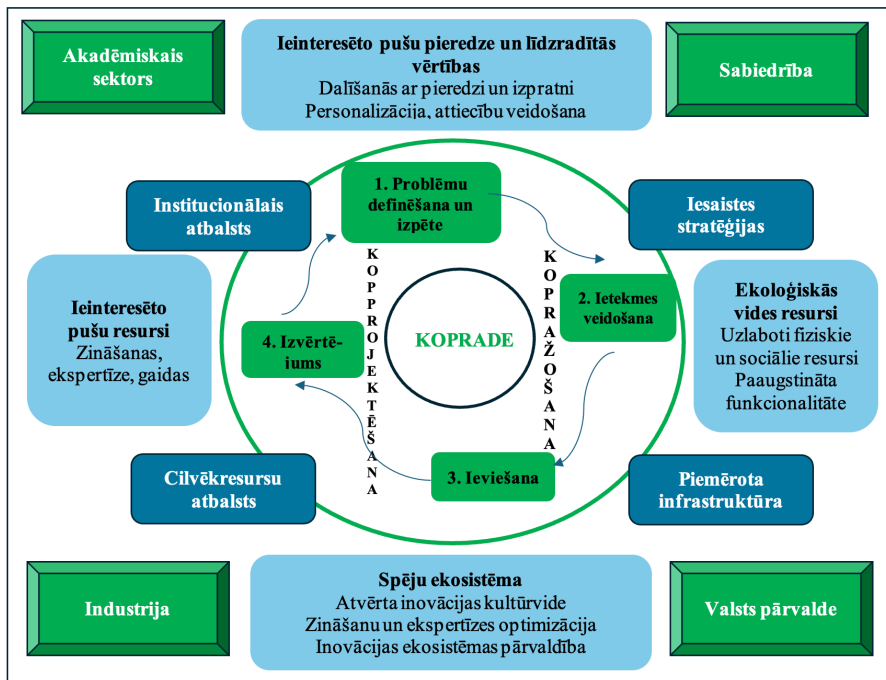 Akadēmiskais
sektors
Ieinteresēto pušu pieredze un līdzradītās
vērtības
Dalīšanās ar pieredzi un izpratni
Personalizācija, attiecību veidošana
Sabiedrība
1. Problēmu
definēšana un
izpēte
Institucionālais
atbalsts
Iesaistes
stratēģijas
Ieinteresēto
pušu resursi
Zināšanas,
ekspertīze, gaidas
4. Izvērtē-
jums
KOPPROJEKTĒŠANA
KOPRADE
KOPRAŽOŠANA
2. Ietekmes
veidošana
Ekoloģiskās
vides resursi
Uzlaboti fiziskie
un sociālie resursi
Paaugstināta
funkcionalitāte
3. Ieviešana
Cilvēkresursu
atbalsts
Piemērota
infrastruktūra
Industrija
Spēju ekosistēma
Atvērta inovācijas kultūrvide
Zināšanu un ekspertīzes optimizācija
Inovācijas ekosistēmas pārvaldība
Valsts pārvalde